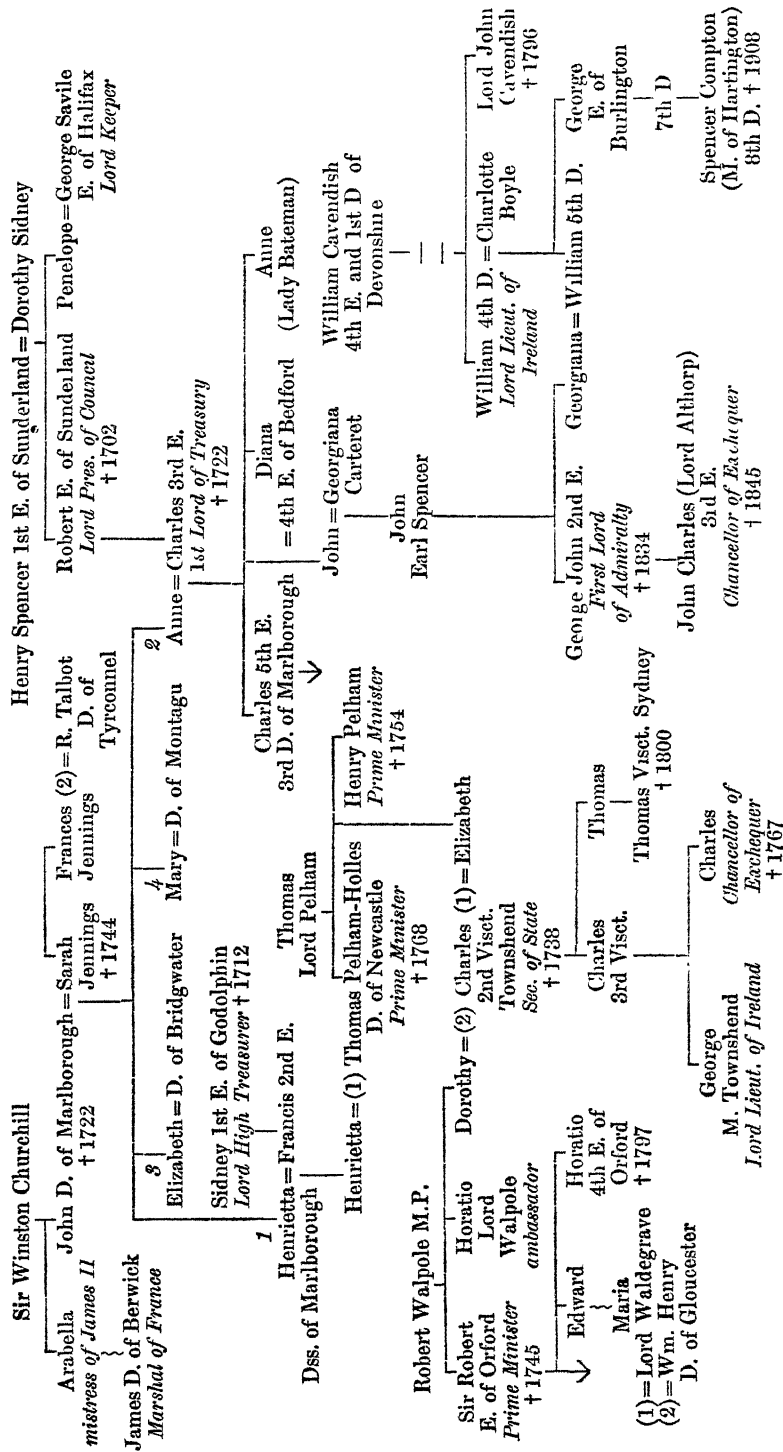 Sir Winston Churchill
Henry Spencer 1st E. of Sunderland = Dorothy Sidney
Arabella
mistress of James II
John D. of Marlborough = Sarah
† 1722
Jennings
† 1744
Frances (2) = R. Talbot
Jennings
D. of
Tyrconnel
Robert E. of Sunderland
Lord Pres. of Council
† 1702
Penelope = George Savile
E. of Halifax
Lord Keeper
James D. of Berwick
Marshal of France
3
Elizabeth = D. of Bridgwater
4
Mary = D. of Montagu
2
Anne = Charles 3rd E.
1st Lord of Treasury
† 1722
Sidney 1st E. of Godolphin
Lord High Treasurer † 1712
1
Henrietta = Francis 2nd E.
Dss. of Marlborough
Charles 5th E.
3rd D. of Marlborough
Diana
= 4th E. of Bedford
Anne
(Lady Bateman)
John = Georgiana
Carteret
William Cavendish
4th E. and 1st D of
Devonshire
Thomas
Lord Pelham
John
Earl Spencer
Henrietta = (1) Thomas Pelham-Holles
D. of Newcastle
Prime Minister
† 1768
Henry Pelham
Prime Minister
† 1754
William 4th D. = Charlotte
Lord Lieut. of
Ireland
Boyle
Lord John
Cavendish
† 1796
Robert Walpole M.P.
Sir Robert
E. of Orford
Prime Minister
† 1745
Horatio
Lord
Walpole
ambassador
Dorothy = (2) Charles (1) = Elizabeth
2nd Visct.
Townshend
Sec. of State
† 1738
George John 2nd E.
First Lord
of Admiralty
† 1834
Georgiana = William 5th D.
George
E. of
Burlington
Edward
Horatio
4th E. of
Orford
† 1797
Charles
3rd Visct.
Thomas
John Charles (Lord Althorp)
3rd E.
Chancellor of Exchequer
† 1845
7th D
Maria
(1) = Lord Waldegrave
(2) = Wm. Henry
D. of Gloucester
Thomas Visct. Sydney
† 1800
Spencer Compton
(M. of Hartington)
8th D. † 1908
George
M. Townshend
Lord Lieut. of Ireland
Charles
Chancellor of
Exchequer
† 1767